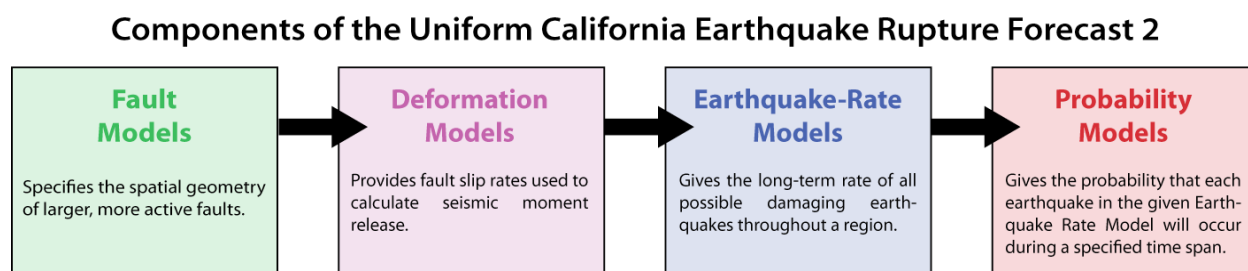 Components of the Uniform California Earthquake Rupture Forecast 2
Fault
Models
Specifies the spatial geometry
of larger, more active faults.
Deformation
Models
Provides fault slip rates used to
calculate seismic moment
release.
Earthquake-Rate
Models
Gives the long-term rate of all
possible damaging earth-
quakes throughout a region.
Probability
Models
Gives the probability that each
earthquake in the given Earth-
quake Rate Model will occur
during a specified time span.